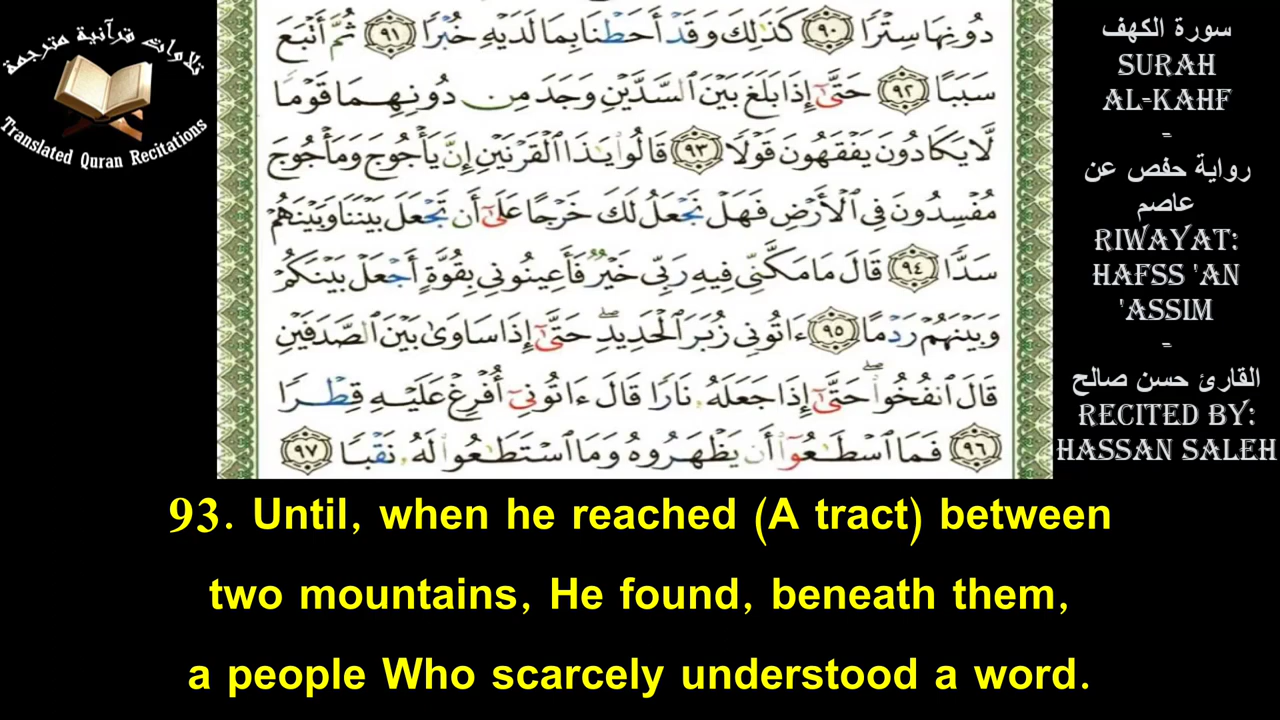 تلاوات قرآنية مترجمة
Translated Quran Recitations
دُونِهَا سِتْرًا ۝٩٠ كَذَٰلِكَ وَقَدْ أَحَطْنَا بِمَا لَدَيْهِ خُبْرًا ۝٩١ ثُمَّ أَتْبَعَ
سَبَبًا ۝٩٢ حَتَّىٰٓ إِذَا بَلَغَ بَيْنَ ٱلسَّدَّيْنِ وَجَدَ مِن دُونِهِمَا قَوْمًا
لَّا يَكَادُونَ يَفْقَهُونَ قَوْلًا ۝٩٣ قَالُوا۟ يَٰذَا ٱلْقَرْنَيْنِ إِنَّ يَأْجُوجَ وَمَأْجُوجَ
مُفْسِدُونَ فِى ٱلْأَرْضِ فَهَلْ نَجْعَلُ لَكَ خَرْجًا عَلَىٰٓ أَن تَجْعَلَ بَيْنَنَا وَبَيْنَهُمْ
سَدًّا ۝٩٤ قَالَ مَا مَكَّنِّى فِيهِ رَبِّى خَيْرٌ فَأَعِينُونِى بِقُوَّةٍ أَجْعَلْ بَيْنَكُمْ
وَبَيْنَهُمْ رَدْمًا ۝٩٥ ءَاتُونِى زُبَرَ ٱلْحَدِيدِ ۖ حَتَّىٰٓ إِذَا سَاوَىٰ بَيْنَ ٱلصَّدَفَيْنِ
قَالَ ٱنفُخُوا۟ ۖ حَتَّىٰٓ إِذَا جَعَلَهُۥ نَارًا قَالَ ءَاتُونِىٓ أُفْرِغْ عَلَيْهِ قِطْرًا
۝٩٦ فَمَا ٱسْطَٰعُوٓا۟ أَن يَظْهَرُوهُ وَمَا ٱسْتَطَٰعُوا۟ لَهُۥ نَقْبًا ۝٩٧
سورة الكهف
SURAH
AL-KAHF
-
رواية حفص عن
عاصم
RIWAYAT:
HAFSS 'AN
'ASSIM
-
القارئ حسن صالح
RECITED BY:
HASSAN SALEH
93. Until, when he reached (A tract) between
two mountains, He found, beneath them,
a people Who scarcely understood a word.